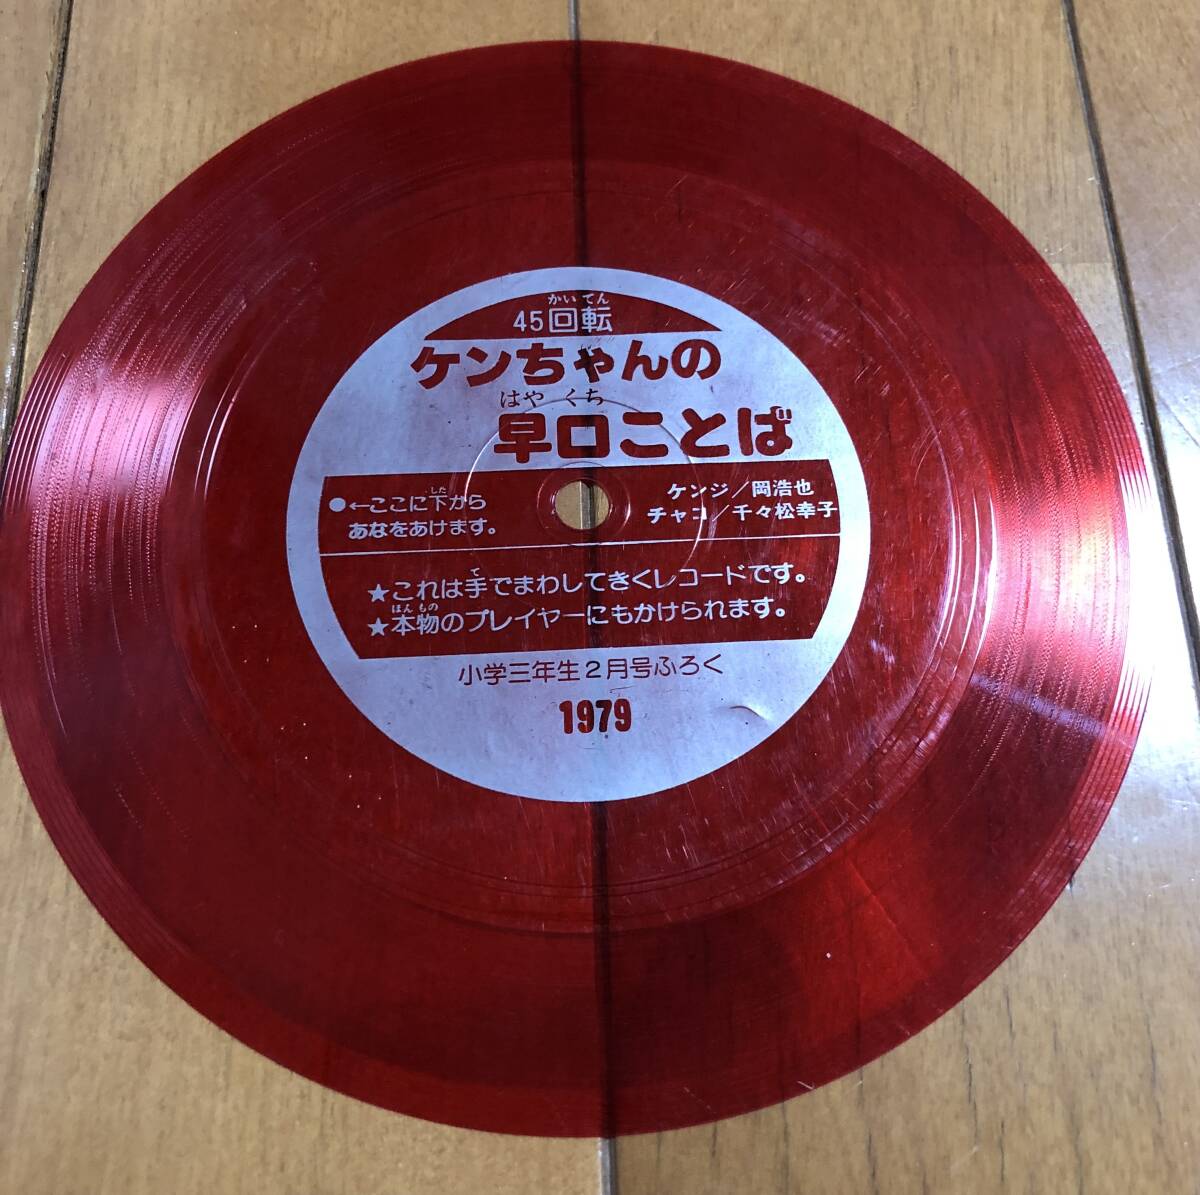 かいてん
45回転
ケンちゃんの
はやくち
早口ことば
した
●←ここに下から
あなをあけます。
ケンジ/岡浩也
チャコ/千々松幸子
て
★これは手でまわしてきくレコードです。
ほんもの
★本物のプレイヤーにもかけられます。
小学三年生2月号ふろく
1979